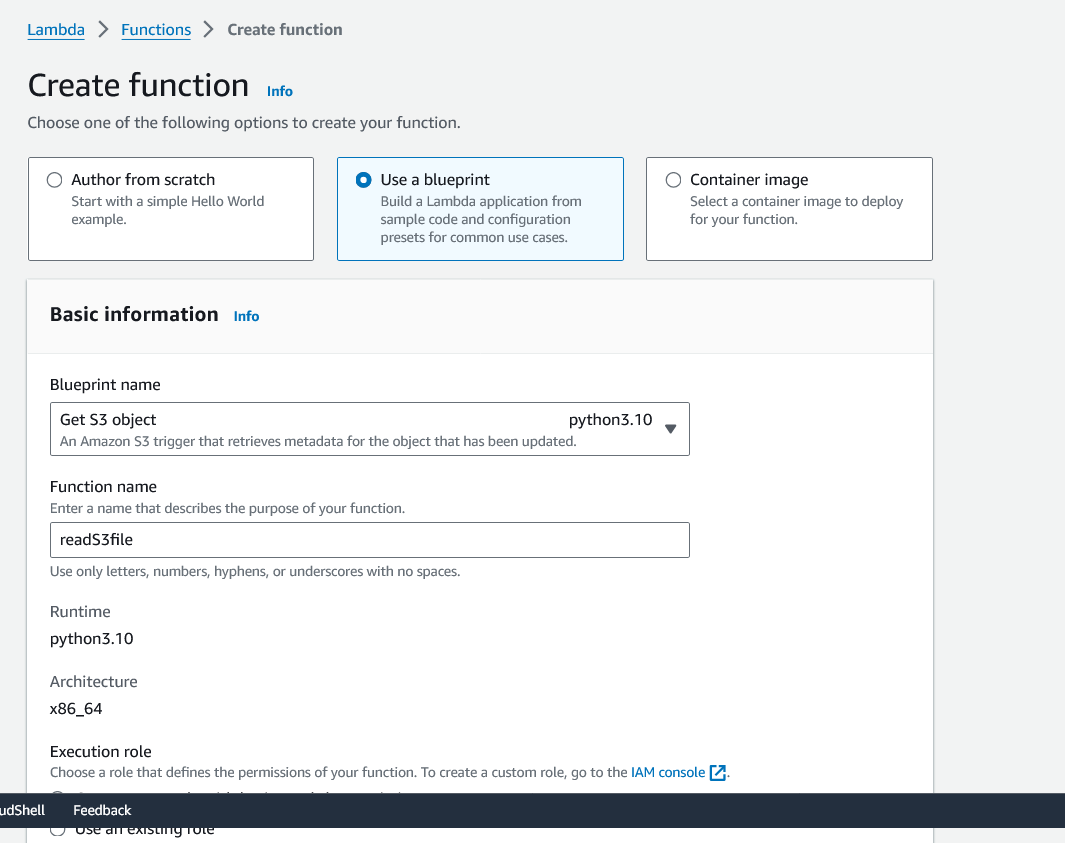 Lambda > Functions > Create function
Create function Info
Choose one of the following options to create your function.
Author from scratch
Start with a simple Hello World
example.
Use a blueprint
Build a Lambda application from
sample code and configuration
presets for common use cases.
Container image
Select a container image to deploy
for your function.
Basic information Info
Blueprint name
Get S3 object python3.10
An Amazon S3 trigger that retrieves metadata for the object that has been updated.
Function name
Enter a name that describes the purpose of your function.
readS3file
Use only letters, numbers, hyphens, or underscores with no spaces.
Runtime
python3.10
Architecture
x86_64
Execution role
Choose a role that defines the permissions of your function. To create a custom role, go to the IAM console.
udShell Feedback
Use an existing role